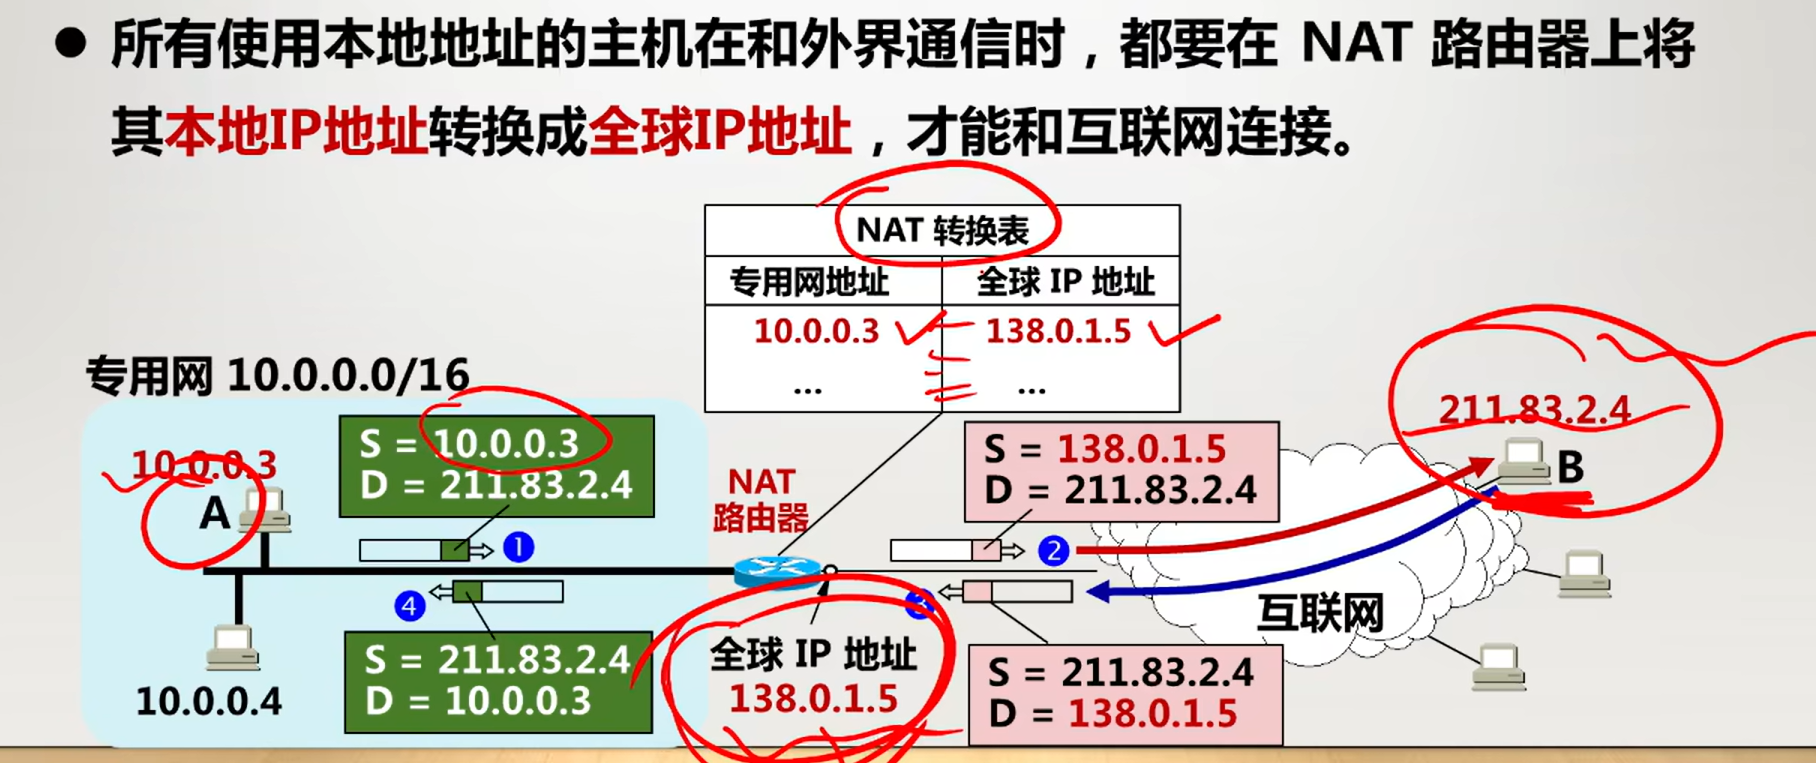 ● 所有使用本地地址的主机在和外界通信时，都要在 NAT 路由器上将
其本地IP地址转换成全球IP地址，才能和互联网连接。
NAT 转换表
专用网地址 全球 IP 地址
10.0.0.3 138.0.1.5
... ...
专用网 10.0.0.0/16
10.0.0.3
A
S = 10.0.0.3
D = 211.83.2.4
1
NAT
路由器
S = 138.0.1.5
D = 211.83.2.4
2
211.83.2.4
B
4
3
互联网
10.0.0.4
S = 211.83.2.4
D = 10.0.0.3
全球 IP 地址
138.0.1.5
S = 211.83.2.4
D = 138.0.1.5